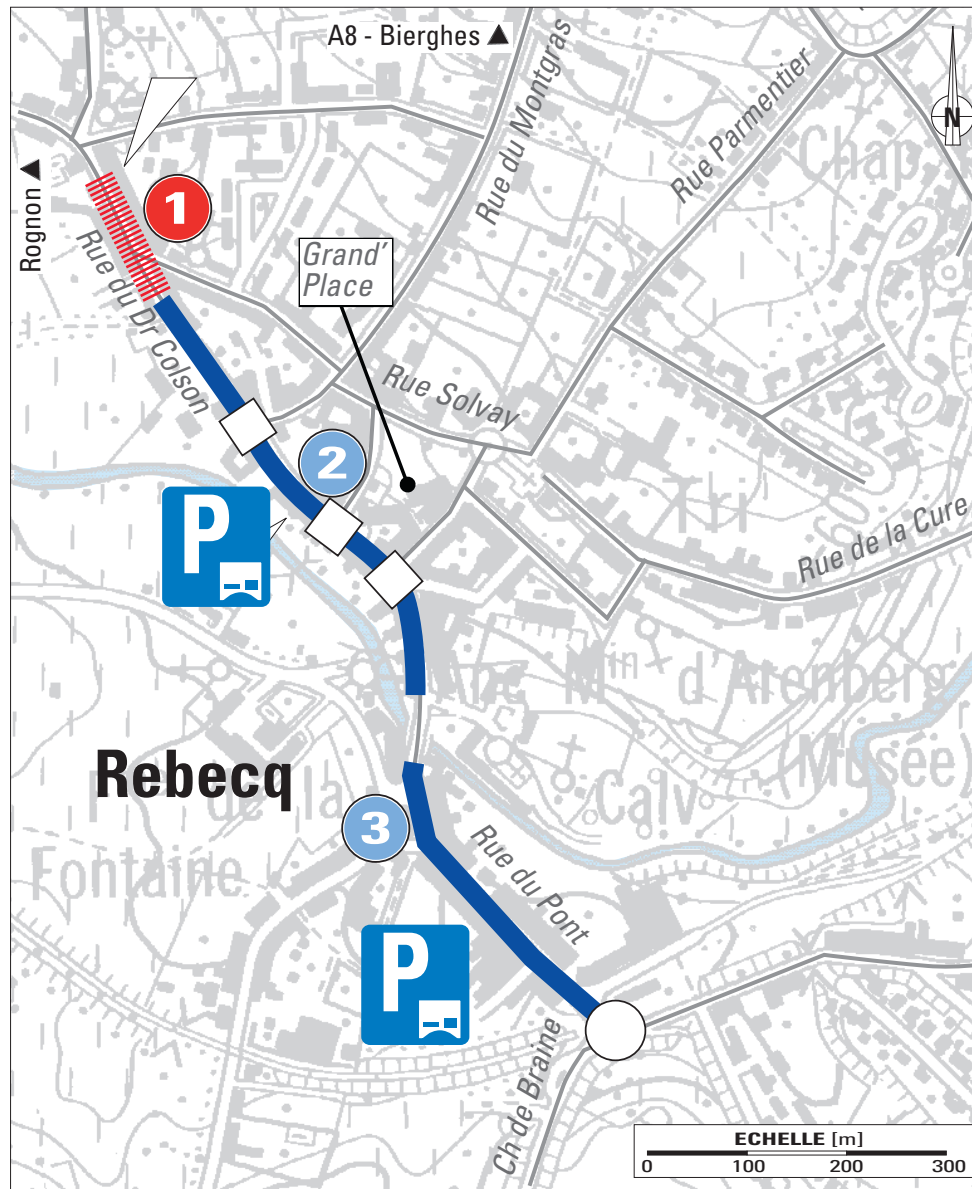 A8 - Bierghes ▲
Rue du Montgras
Rue Parmentier
N
Chap
Rognon ▲
1
Grand'
Place
Rue du Dr Colson
Rue Solvay
2
P
Rue de la Cure
Anc Min d'Arenberg
(Musée)
Rebecq
Calv
3
Fontaine
Rue du Pont
P
Ch de Braine
ECHELLE [m]
0 100 200 300